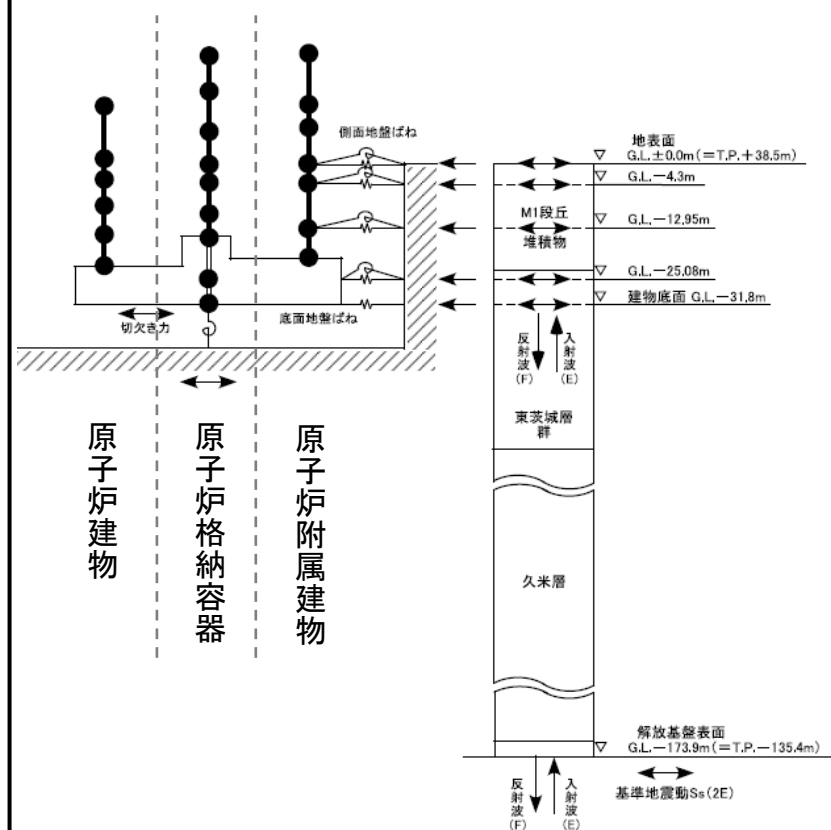 側面地盤ばね
切欠き力
底面地盤ばね
原子炉建物
原子炉格納容器
原子炉附属建物
地表面
G.L.±0.0m(=T.P.+38.5m)
G.L.-4.3m
M1段丘
堆積物
G.L.-12.95m
G.L.-25.08m
建物底面 G.L.-31.8m
反射波(F)
入射波(E)
東茨城層
群
久米層
解放基盤表面
G.L.-173.9m(=T.P.-135.4m)
反射波(F)
入射波(E)
基準地震動Ss(2E)